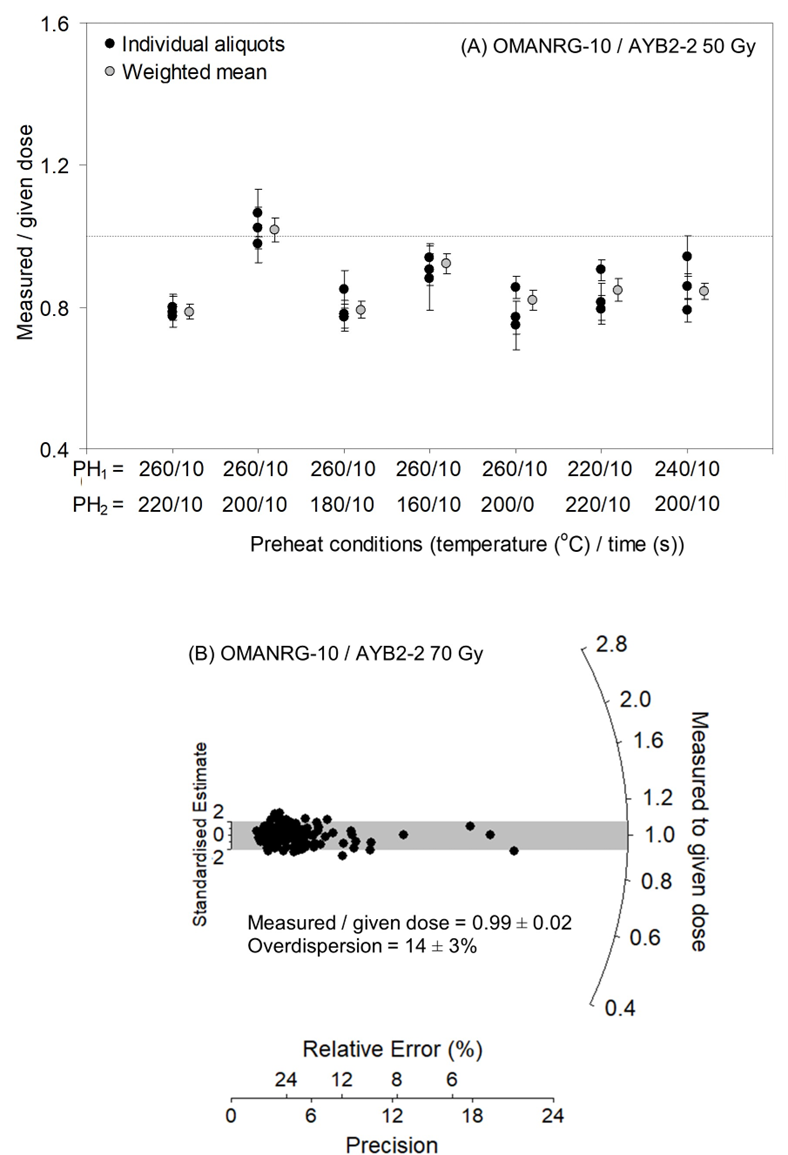 1.6
Individual aliquots
(A) OMANRG-10 / AYB2-2 50 Gy
Weighted mean
1.2
Measured / given dose
0.8
0.4
PH₁ = 260/10 260/10 260/10 260/10 260/10 220/10 240/10
PH₂ = 220/10 200/10 180/10 160/10 200/0 220/10 200/10
Preheat conditions (temperature (°C) / time (s))
(B) OMANRG-10 / AYB2-2 70 Gy
2.8
2.0
1.6
1.2
1.0
0.8
0.6
0.4
Measured to given dose
Standardised Estimate
2
0
2
Measured / given dose = 0.99 ± 0.02
Overdispersion = 14 ± 3%
Relative Error (%)
24 12 8 6
0 6 12 18 24
Precision